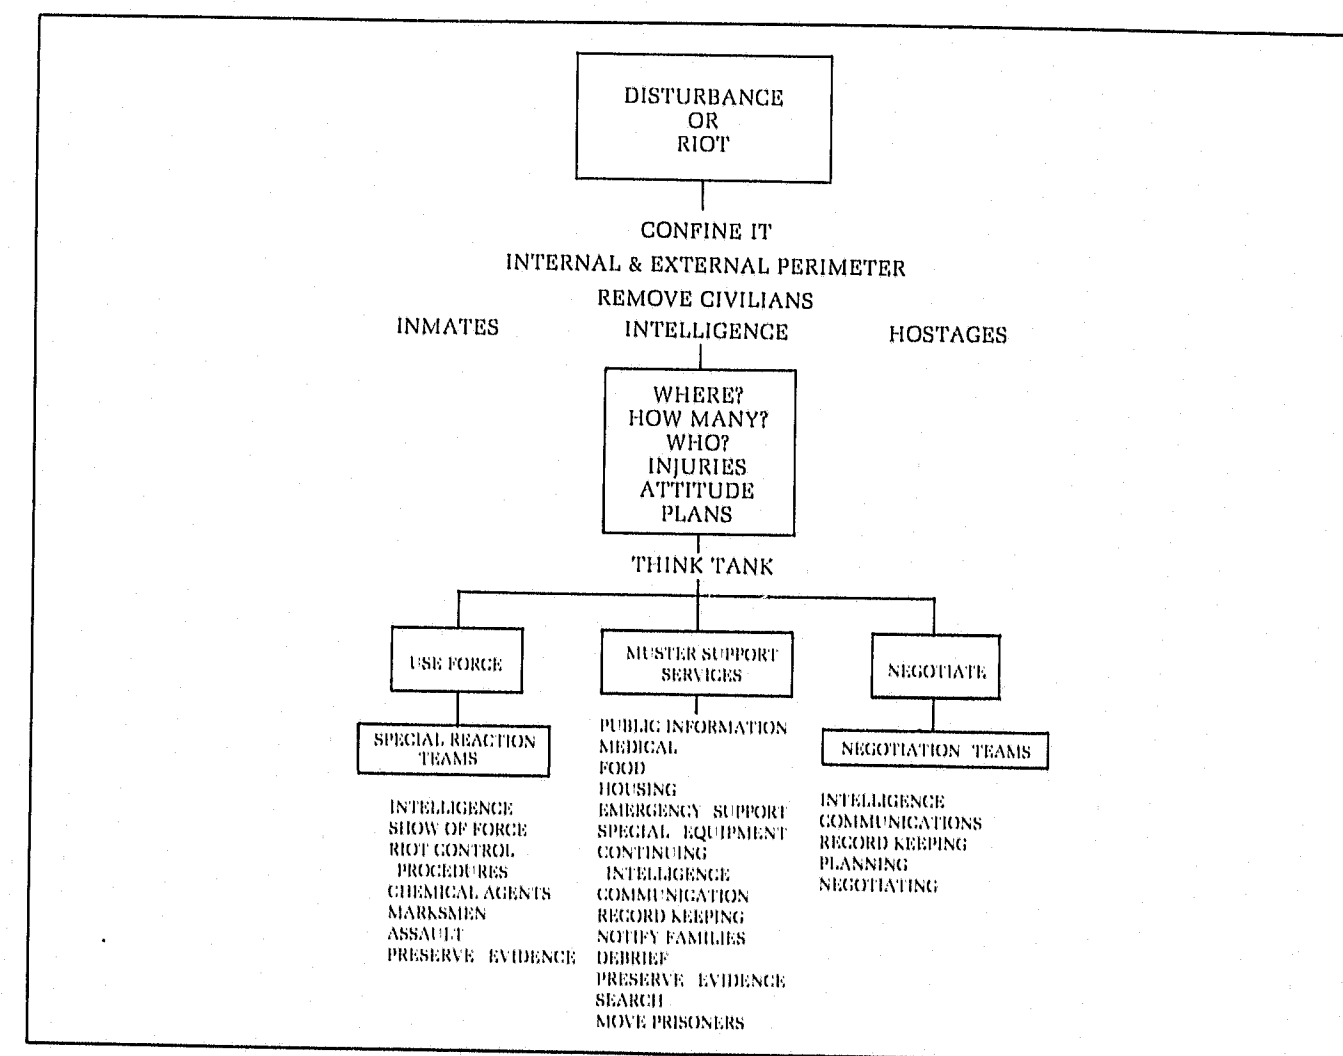 DISTURBANCE
OR
RIOT
CONFINE IT
INTERNAL & EXTERNAL PERIMETER
REMOVE CIVILIANS
INMATES INTELLIGENCE HOSTAGES
WHERE?
HOW MANY?
WHO?
INJURIES
ATTITUDE
PLANS
THINK TANK
USE FORCE
SPECIAL REACTION
TEAMS
INTELLIGENCE
SHOW OF FORCE
RIOT CONTROL
PROCEDURES
CHEMICAL AGENTS
MARKSMEN
ASSAULT
PRESERVE EVIDENCE
MUSTER SUPPORT
SERVICES
PUBLIC INFORMATION
MEDICAL
FOOD
HOUSING
EMERGENCY SUPPORT
SPECIAL EQUIPMENT
CONTINUING
INTELLIGENCE
COMMUNICATION
RECORD KEEPING
NOTIFY FAMILIES
DEBRIEF
PRESERVE EVIDENCE
SEARCH
MOVE PRISONERS
NEGOTIATE
NEGOTIATION TEAMS
INTELLIGENCE
COMMUNICATIONS
RECORD KEEPING
PLANNING
NEGOTIATING